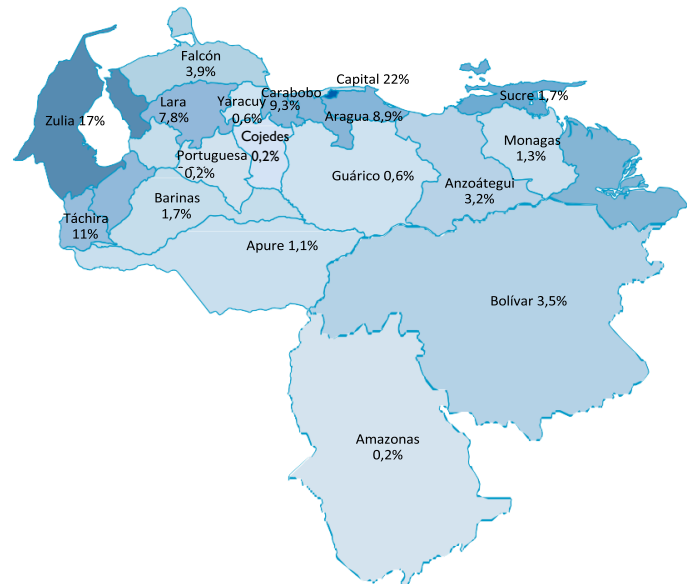 Falcón
3,9%
Capital 22%
Zulia 17%
Lara
7,8%
Yaracuy
0,6%
Carabobo
9,3%
Aragua 8,9%
Sucre 1,7%
Cojedes
0,2%
Portuguesa
0,2%
Monagas
1,3%
Guárico 0,6%
Anzoátegui
3,2%
Barinas
1,7%
Táchira
11%
Apure 1,1%
Bolívar 3,5%
Amazonas
0,2%